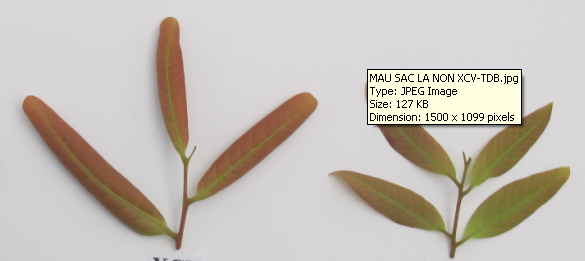 MAU SAC LA NON XCV-TDB.jpg
Type: JPEG Image
Size: 127 KB
Dimension: 1500 x 1099 pixels